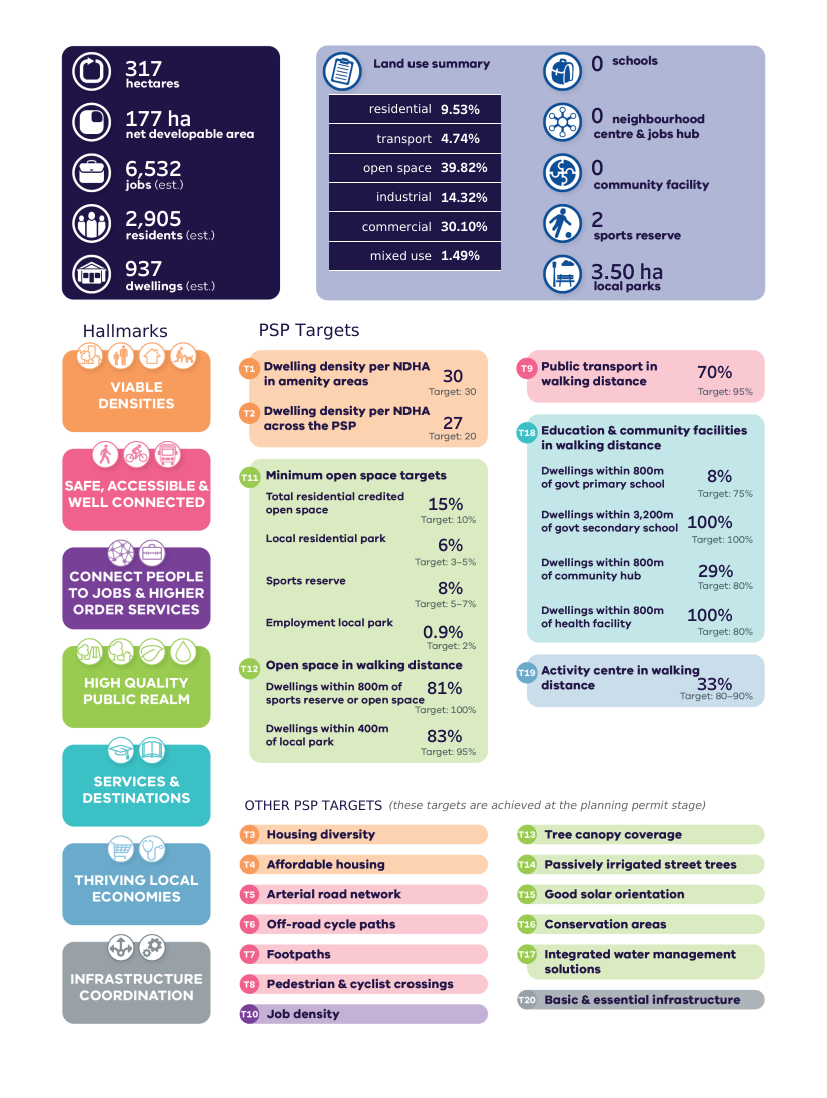 317
hectares
177 ha
net developable area
6,532
jobs (est.)
2,905
residents (est.)
937
dwellings (est.)
Land use summary
residential 9.53%
transport 4.74%
open space 39.82%
industrial 14.32%
commercial 30.10%
mixed use 1.49%
0 schools
0 neighbourhood
centre & jobs hub
0
community facility
2
sports reserve
3.50 ha
local parks
Hallmarks
VIABLE
DENSITIES
SAFE, ACCESSIBLE &
WELL CONNECTED
CONNECT PEOPLE
TO JOBS & HIGHER
ORDER SERVICES
HIGH QUALITY
PUBLIC REALM
SERVICES &
DESTINATIONS
THRIVING LOCAL
ECONOMIES
INFRASTRUCTURE
COORDINATION
PSP Targets
T1 Dwelling density per NDHA
in amenity areas
30
Target: 30
T2 Dwelling density per NDHA
across the PSP
27
Target: 20
T11 Minimum open space targets
Total residential credited
open space
15%
Target: 10%
Local residential park
6%
Target: 3–5%
Sports reserve
8%
Target: 5–7%
Employment local park
0.9%
Target: 2%
T12 Open space in walking distance
Dwellings within 800m of
sports reserve or open space
81%
Target: 100%
Dwellings within 400m
of local park
83%
Target: 95%
T9 Public transport in
walking distance
70%
Target: 95%
T18 Education & community facilities
in walking distance
Dwellings within 800m
of govt primary school
8%
Target: 75%
Dwellings within 3,200m
of govt secondary school
100%
Target: 100%
Dwellings within 800m
of community hub
29%
Target: 80%
Dwellings within 800m
of health facility
100%
Target: 80%
T19 Activity centre in walking
distance
33%
Target: 80–90%
OTHER PSP TARGETS (these targets are achieved at the planning permit stage)
T3 Housing diversity
T4 Affordable housing
T5 Arterial road network
T6 Off-road cycle paths
T7 Footpaths
T8 Pedestrian & cyclist crossings
T10 Job density
T13 Tree canopy coverage
T14 Passively irrigated street trees
T15 Good solar orientation
T16 Conservation areas
T17 Integrated water management
solutions
T20 Basic & essential infrastructure